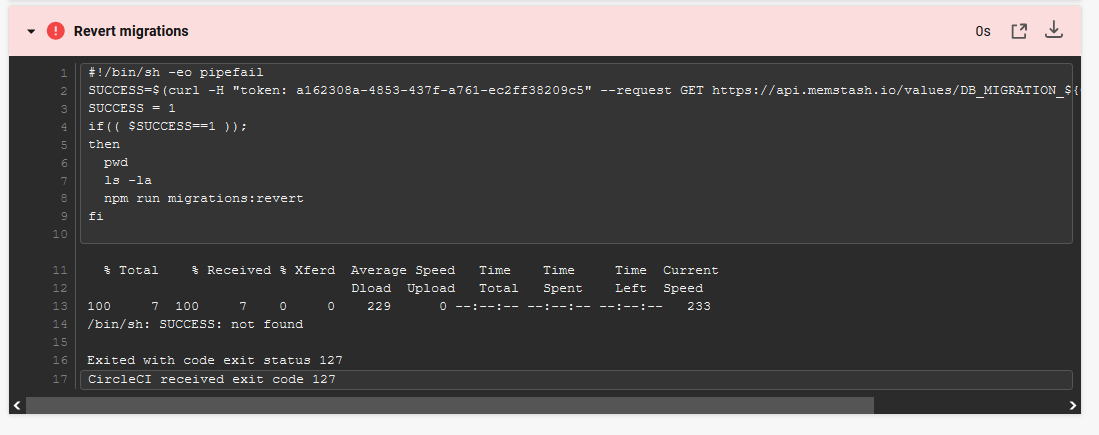 Revert migrations 0s
1 #!/bin/sh -eo pipefail
2 SUCCESS=$(curl -H "token: a162308a-4853-437f-a761-ec2ff38209c5" --request GET https://api.memstash.io/values/DB_MIGRATION_${
3 SUCCESS = 1
4 if(( $SUCCESS==1 ));
5 then
6 pwd
7 ls -la
8 npm run migrations:revert
9 fi
10
11 % Total % Received % Xferd Average Speed Time Time Time Current
12 Dload Upload Total Spent Left Speed
13 100 7 100 7 0 0 229 0 --:--:-- --:--:-- --:--:-- 233
14 /bin/sh: SUCCESS: not found
15
16 Exited with code exit status 127
17 CircleCI received exit code 127